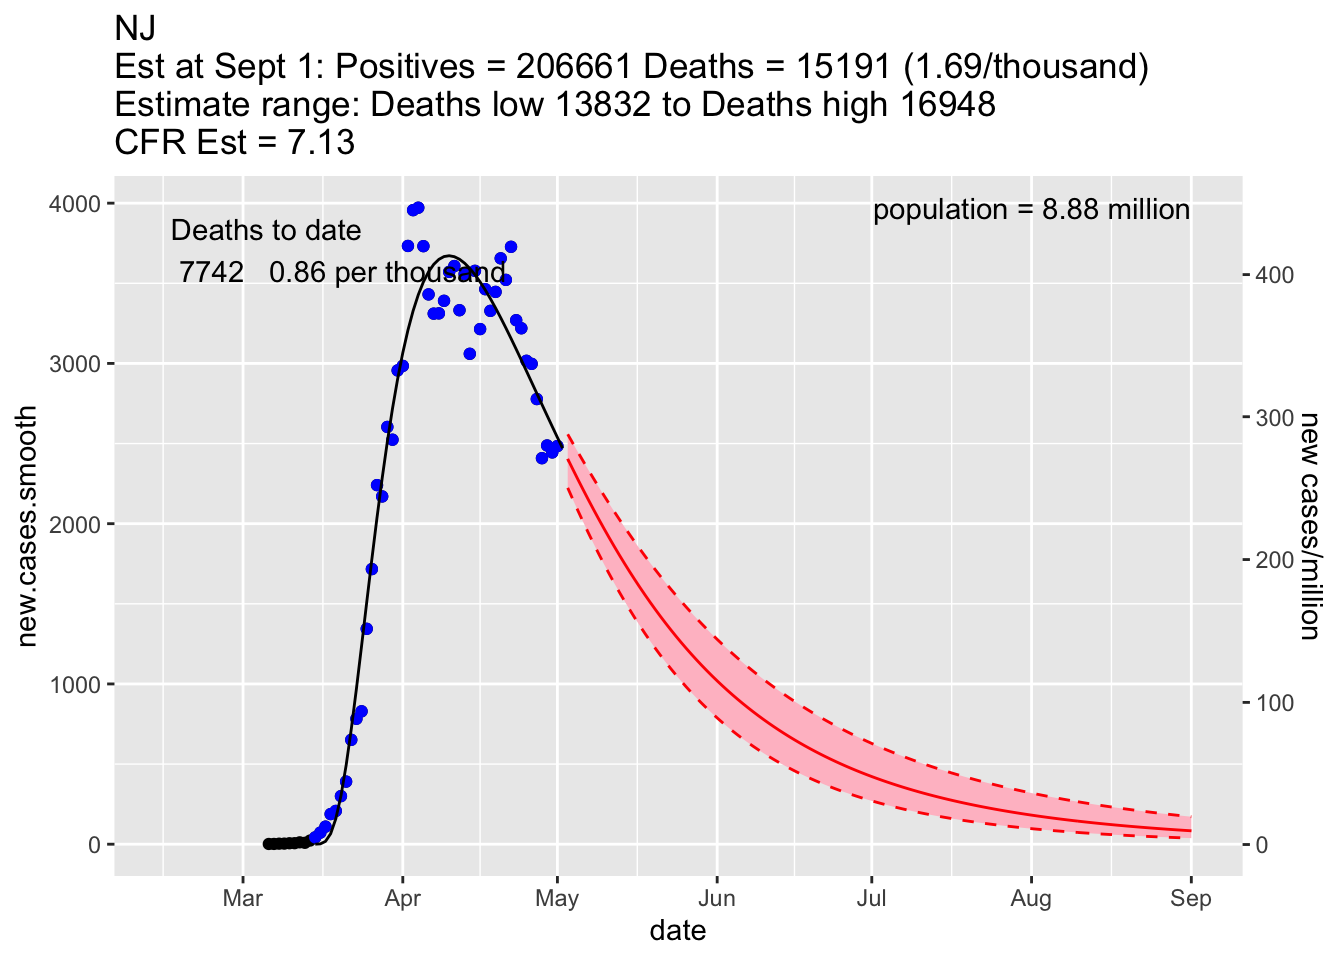 NJ
Est at Sept 1: Positives = 206661 Deaths = 15191 (1.69/thousand)
Estimate range: Deaths low 13832 to Deaths high 16948
CFR Est = 7.13
population = 8.88 million
Deaths to date
7742 0.86 per thousand
4000
3000
2000
1000
0
new.cases.smooth
400
300
200
100
0
new cases/million
Mar Apr May Jun Jul Aug Sep
date